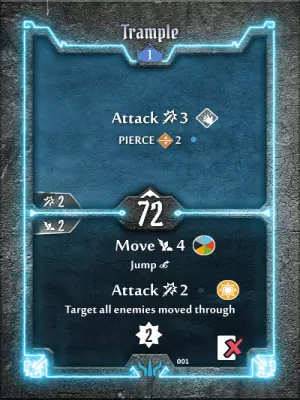 Trample
1
Attack 3
PIERCE 2
2
72
2
Move 4
Jump
Attack 2
Target all enemies moved through
2
001